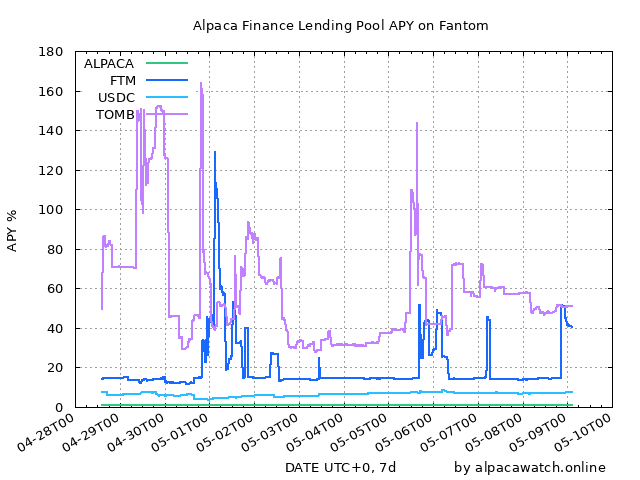 Alpaca Finance Lending Pool APY on Fantom
APY %
180
160
140
120
100
80
60
40
20
0
ALPACA
FTM
USDC
TOMB
04-28T00
04-29T00
04-30T00
05-01T00
05-02T00
05-03T00
05-04T00
05-05T00
05-06T00
05-07T00
05-08T00
05-09T00
05-10T00
DATE UTC+0, 7d
by alpacawatch.online